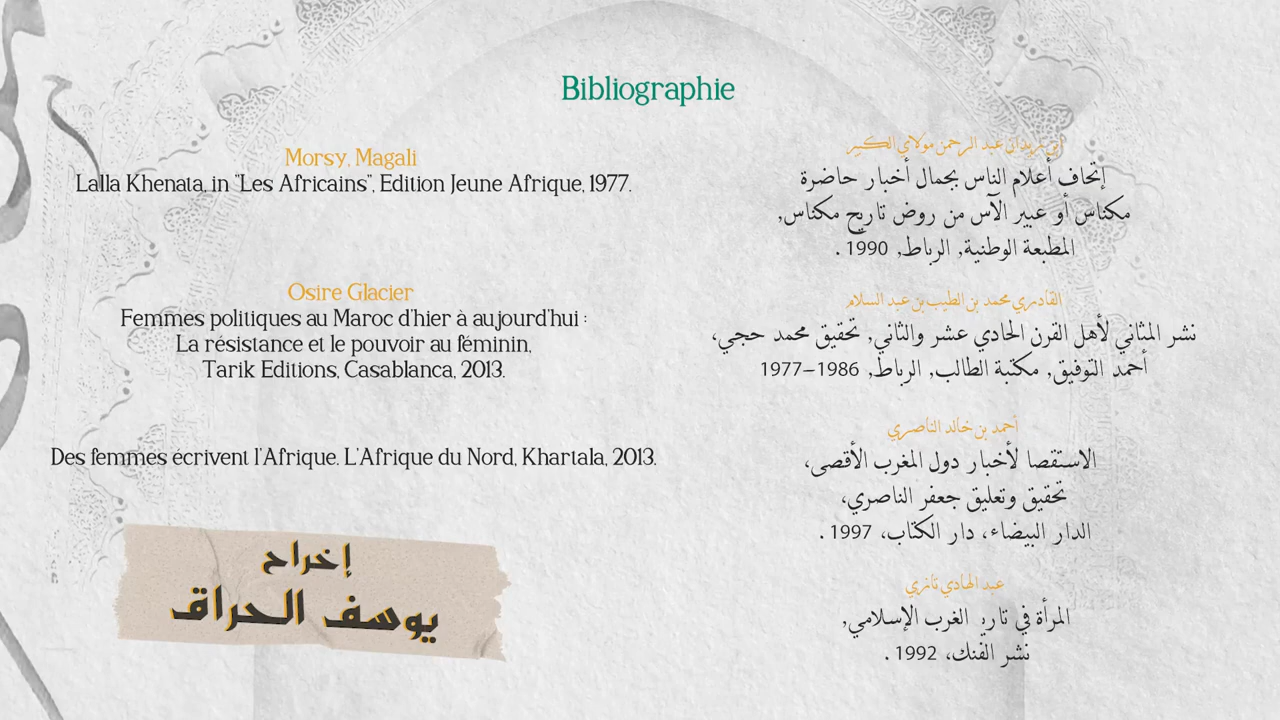 Bibliographie
Morsy, Magali
Lalla Khenata, in "Les Africains", Edition Jeune Afrique, 1977.
Osire Glacier
Femmes politiques au Maroc d'hier à aujourd'hui :
La résistance et le pouvoir au féminin,
Tarik Editions, Casablanca, 2013.
Des femmes écrivent l'Afrique. L'Afrique du Nord, Khartala, 2013.
إخراح
يوسف الحراق
ابن زيدان عبد الرحمن مولاي الكبير
إتحاف أعلام الناس بجمال أخبار حاضرة
مكناس أو عبير الآس من روض تاريح مكناس,
المطبعة الوطنية, الرباط, 1990 .
القادري محمد بن الطيب بن عبد السلام
نشر المثاني لأهل القرن الحادي عشر والثاني, تحقيق محمد حجي،
أحمد التوفيق, مكتبة الطالب, الرباط, 1986–1977
أحمد بن خالد الناصري
الاستقصا لأخبار دول المغرب الأقصى،
تحقيق وتعليق جعفر الناصري،
الدار البيضاء، دار الكتاب، 1997 .
عبد الهادي تازي
المرأة في تاريـ الغرب الإسلامي,
نشر الفنك، 1992 .